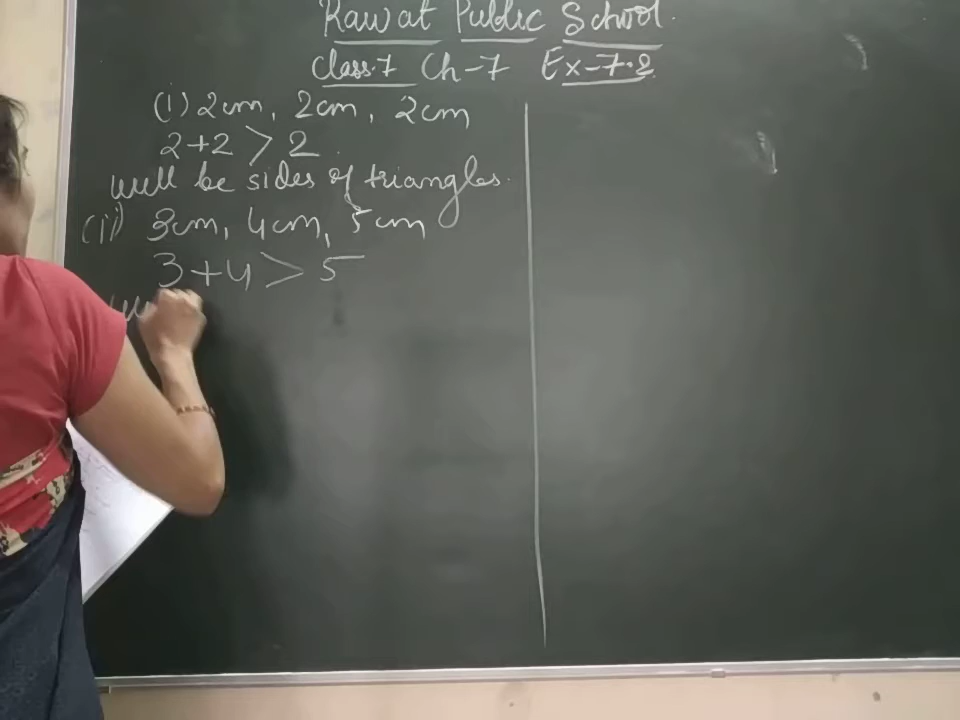 Rawat Public School.
Class-7 Ch-7 Ex-7.2
(i) 2cm, 2cm, 2cm
2+2 > 2
will be sides of triangles.
(ii) 3cm, 4cm, 5cm
3+4 > 5